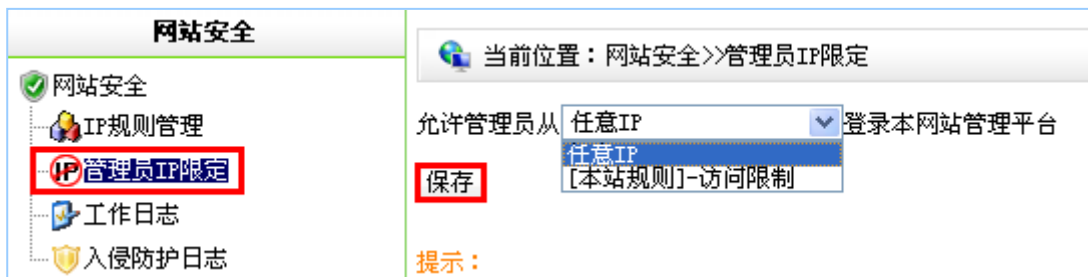 网站安全
网站安全
IP规则管理
管理员IP限定
工作日志
入侵防护日志
当前位置：网站安全>>管理员IP限定
允许管理员从 任意IP 登录本网站管理平台
任意IP
[本站规则]-访问限制
保存
提示：